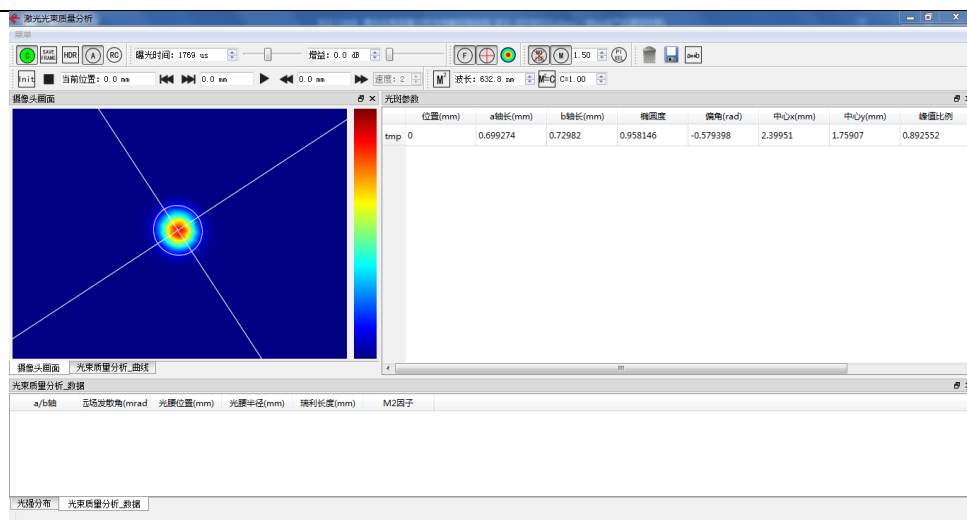 激光光束质量分析
菜单
C SAVE FRAME HDR A RC 曝光时间: 1769 us 增益: 0.0 dB F M 1.50 a↔b
Init 当前位置: 0.0 mm 0.0 mm 0.0 mm 速度: 2 M² 波长: 632.8 nm M²=C C=1.00
摄像头画面 光斑参数
位置(mm) a轴长(mm) b轴长(mm) 椭圆度 偏角(rad) 中心x(mm) 中心y(mm) 峰值比例
tmp 0 0.699274 0.72982 0.958146 -0.579398 2.39951 1.75907 0.892552
摄像头画面 光束质量分析_曲线
光束质量分析_数据
a/b轴 远场发散角(mrad 光腰位置(mm) 光腰半径(mm) 瑞利长度(mm) M2因子
光强分布 光束质量分析_数据